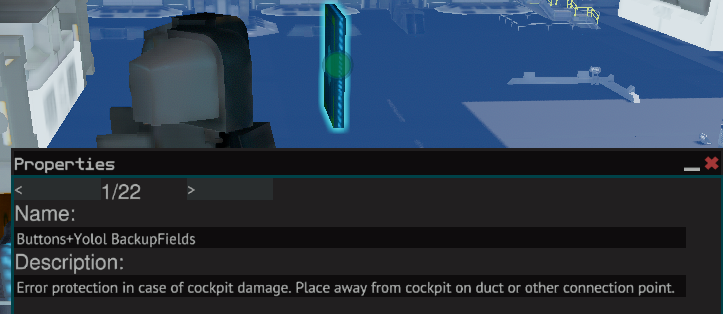 Properties
< 1/22 >
Name:
Buttons+Yolol BackupFields
Description:
Error protection in case of cockpit damage. Place away from cockpit on duct or other connection point.